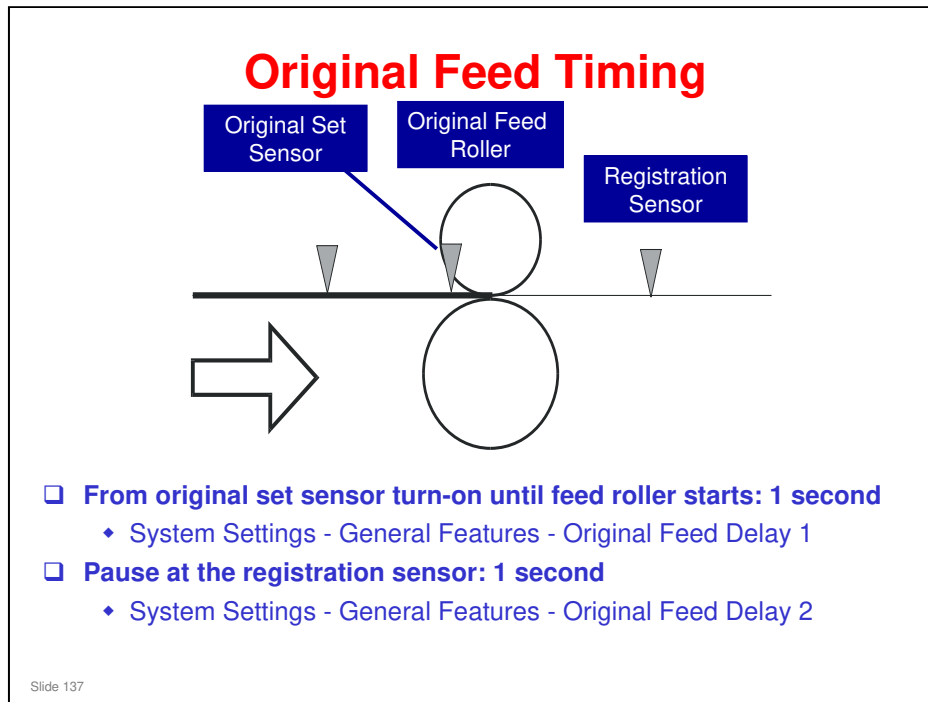 Original Feed Timing
Original Set
Sensor
Original Feed
Roller
Registration
Sensor
❑ From original set sensor turn-on until feed roller starts: 1 second
◆ System Settings - General Features - Original Feed Delay 1
❑ Pause at the registration sensor: 1 second
◆ System Settings - General Features - Original Feed Delay 2
Slide 137